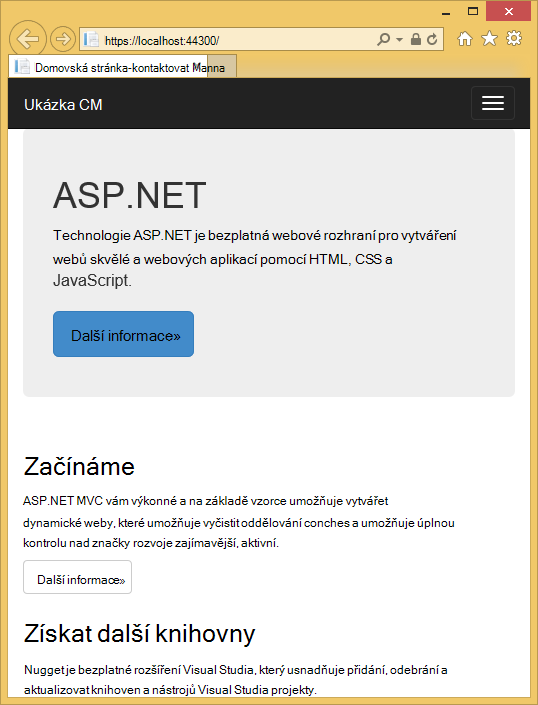 https://localhost:44300/
Domovská stránka-kontaktovat Manna
Ukázka CM
ASP.NET
Technologie ASP.NET je bezplatná webové rozhraní pro vytváření
webů skvělé a webových aplikací pomocí HTML, CSS a
JavaScript.
Další informace»
Začínáme
ASP.NET MVC vám výkonné a na základě vzorce umožňuje vytvářet
dynamické weby, které umožňuje vyčistit oddělování conches a umožňuje úplnou
kontrolu nad značky rozvoje zajímavější, aktivní.
Další informace»
Získat další knihovny
Nugget je bezplatné rozšíření Visual Studia, který usnadňuje přidání, odebrání a
aktualizovat knihoven a nástrojů Visual Studia projekty.